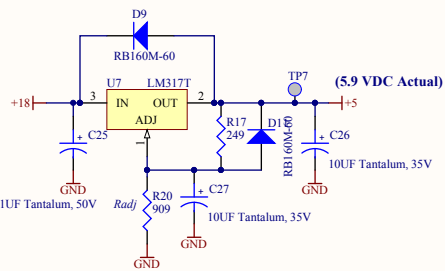 D9
RB160M-60
U7
LM317T
TP7
(5.9 VDC Actual)
+18
3
IN
OUT
2
+5
ADJ
1
R17
249
D11
RB160M-60
C25
C26
1UF Tantalum, 50V
10UF Tantalum, 35V
GND
GND
Radj
R20
909
C27
10UF Tantalum, 35V
GND
GND